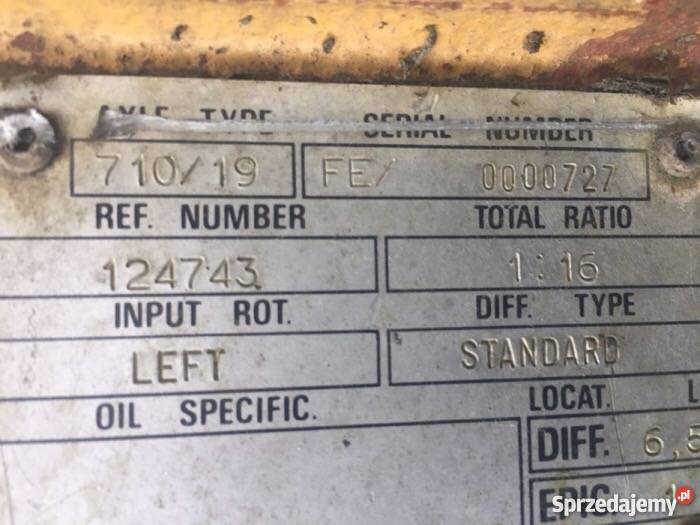 AXLE TYPE SERIAL NUMBER
710/19 FE/ 0000727
REF. NUMBER TOTAL RATIO
124743 1:16
INPUT ROT. DIFF. TYPE
LEFT STANDARD
OIL SPECIFIC. LOCAT. L
DIFF. 6,5
EPIC
Sprzedajemy.pl